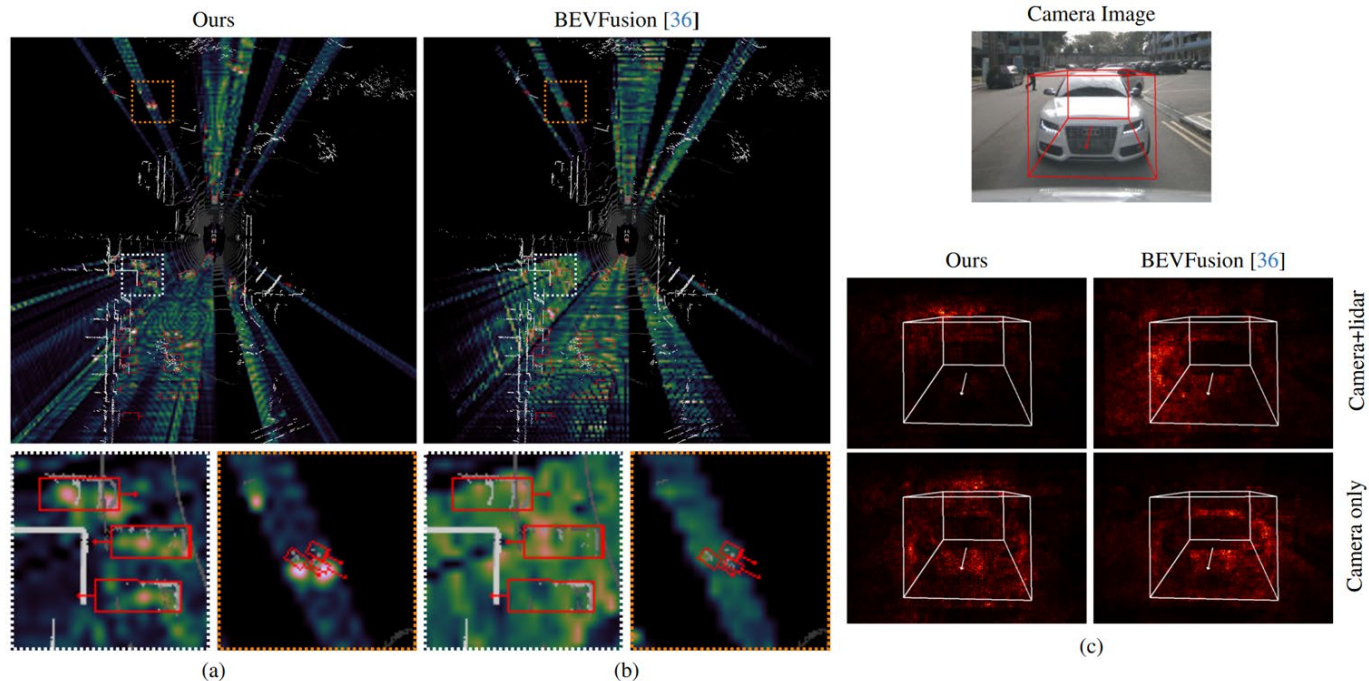 Ours
BEVFusion [36]
Camera Image
Ours
BEVFusion [36]
Camera+lidar
Camera only
(a)
(b)
(c)